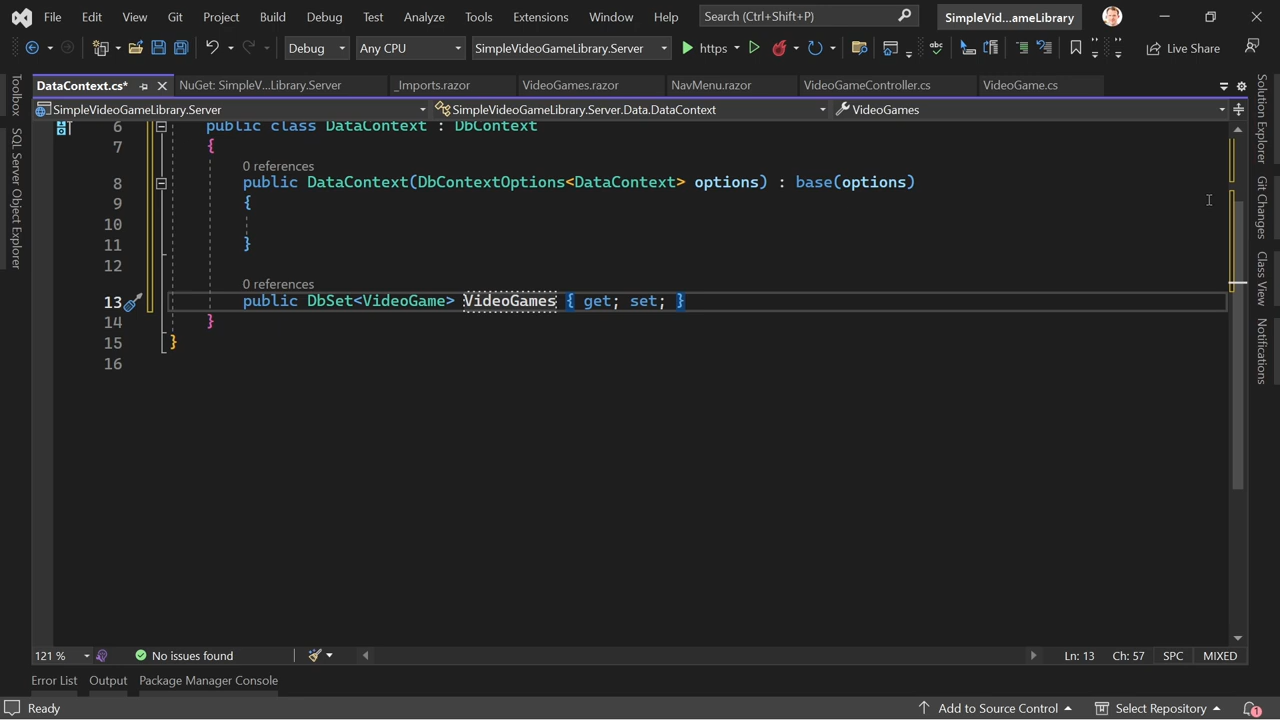 File Edit View Git Project Build Debug Test Analyze Tools Extensions Window Help Search (Ctrl+Shift+P) SimpleVid...ameLibrary
Debug Any CPU SimpleVideoGameLibrary.Server https Live Share
DataContext.cs* NuGet: SimpleV...Library.Server _Imports.razor VideoGames.razor NavMenu.razor VideoGameController.cs VideoGame.cs
SimpleVideoGameLibrary.Server SimpleVideoGameLibrary.Server.Data.DataContext VideoGames
Toolbox
SQL Server Object Explorer
6 public class DataContext : DbContext
7 {
0 references
8 public DataContext(DbContextOptions<DataContext> options) : base(options)
9 {
10
11 }
12
0 references
13 public DbSet<VideoGame> VideoGames { get; set; }
14 }
15 }
16
Solution Explorer
Git Changes
Class View
Notifications
121 % No issues found Ln: 13 Ch: 57 SPC MIXED
Error List Output Package Manager Console
Ready Add to Source Control Select Repository 1